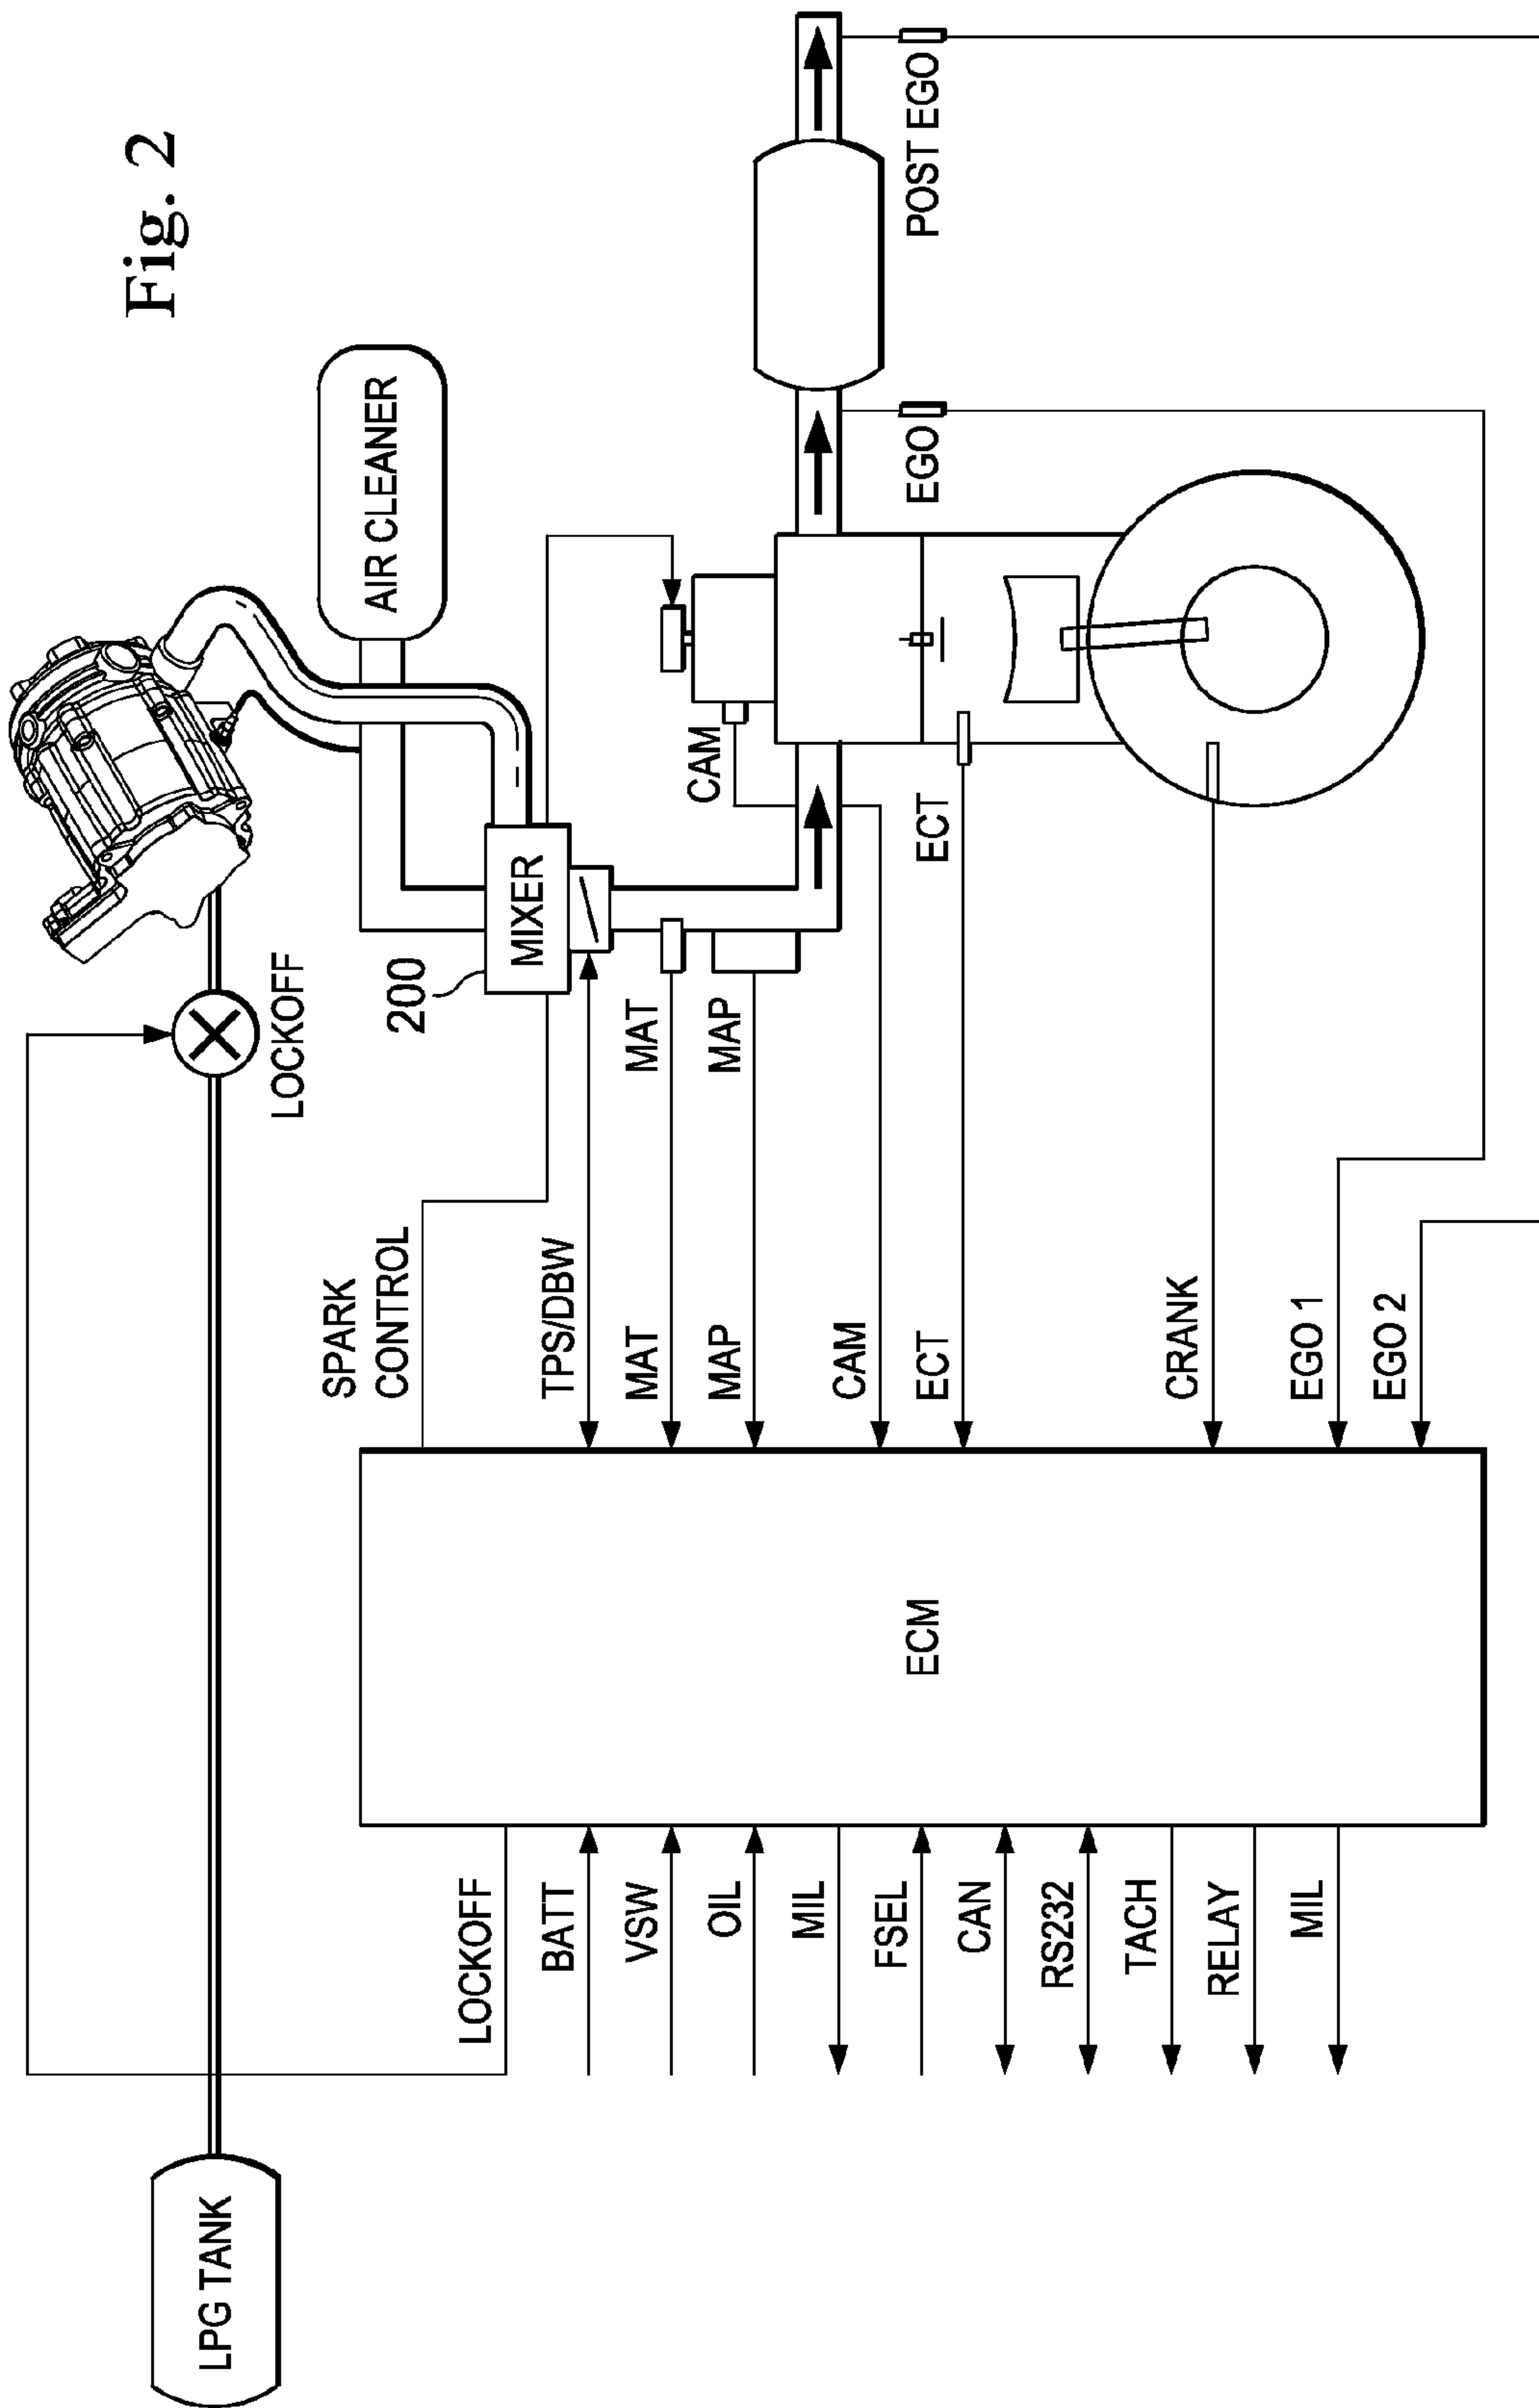 Fig. 2
LPG TANK
LOCKOFF
AIR CLEANER
200
MIXER
SPARK
CONTROL
LOCKOFF
BATT
VSW
OIL
MIL
FSEL
CAN
RS232
TACH
RELAY
MIL
ECM
TPS/DBW
MAT
MAP
CAM
ECT
CRANK
EGO 1
EGO 2
MAT
MAP
CAM
ECT
EGO
POST EGO